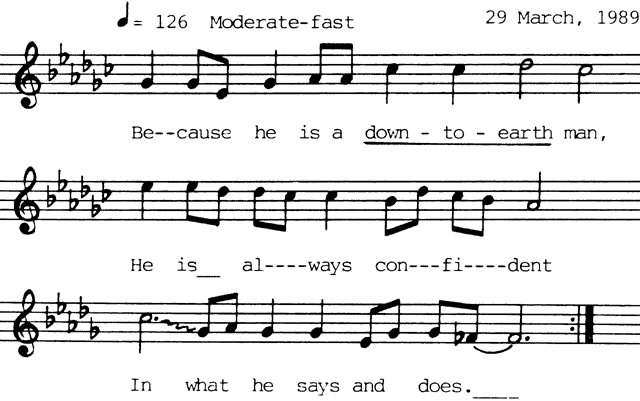 ♩= 126 Moderate-fast 29 March, 1989
Be--cause he is a down - to - earth man,
He is__ al----ways con---fi----dent
In what he says and does.____